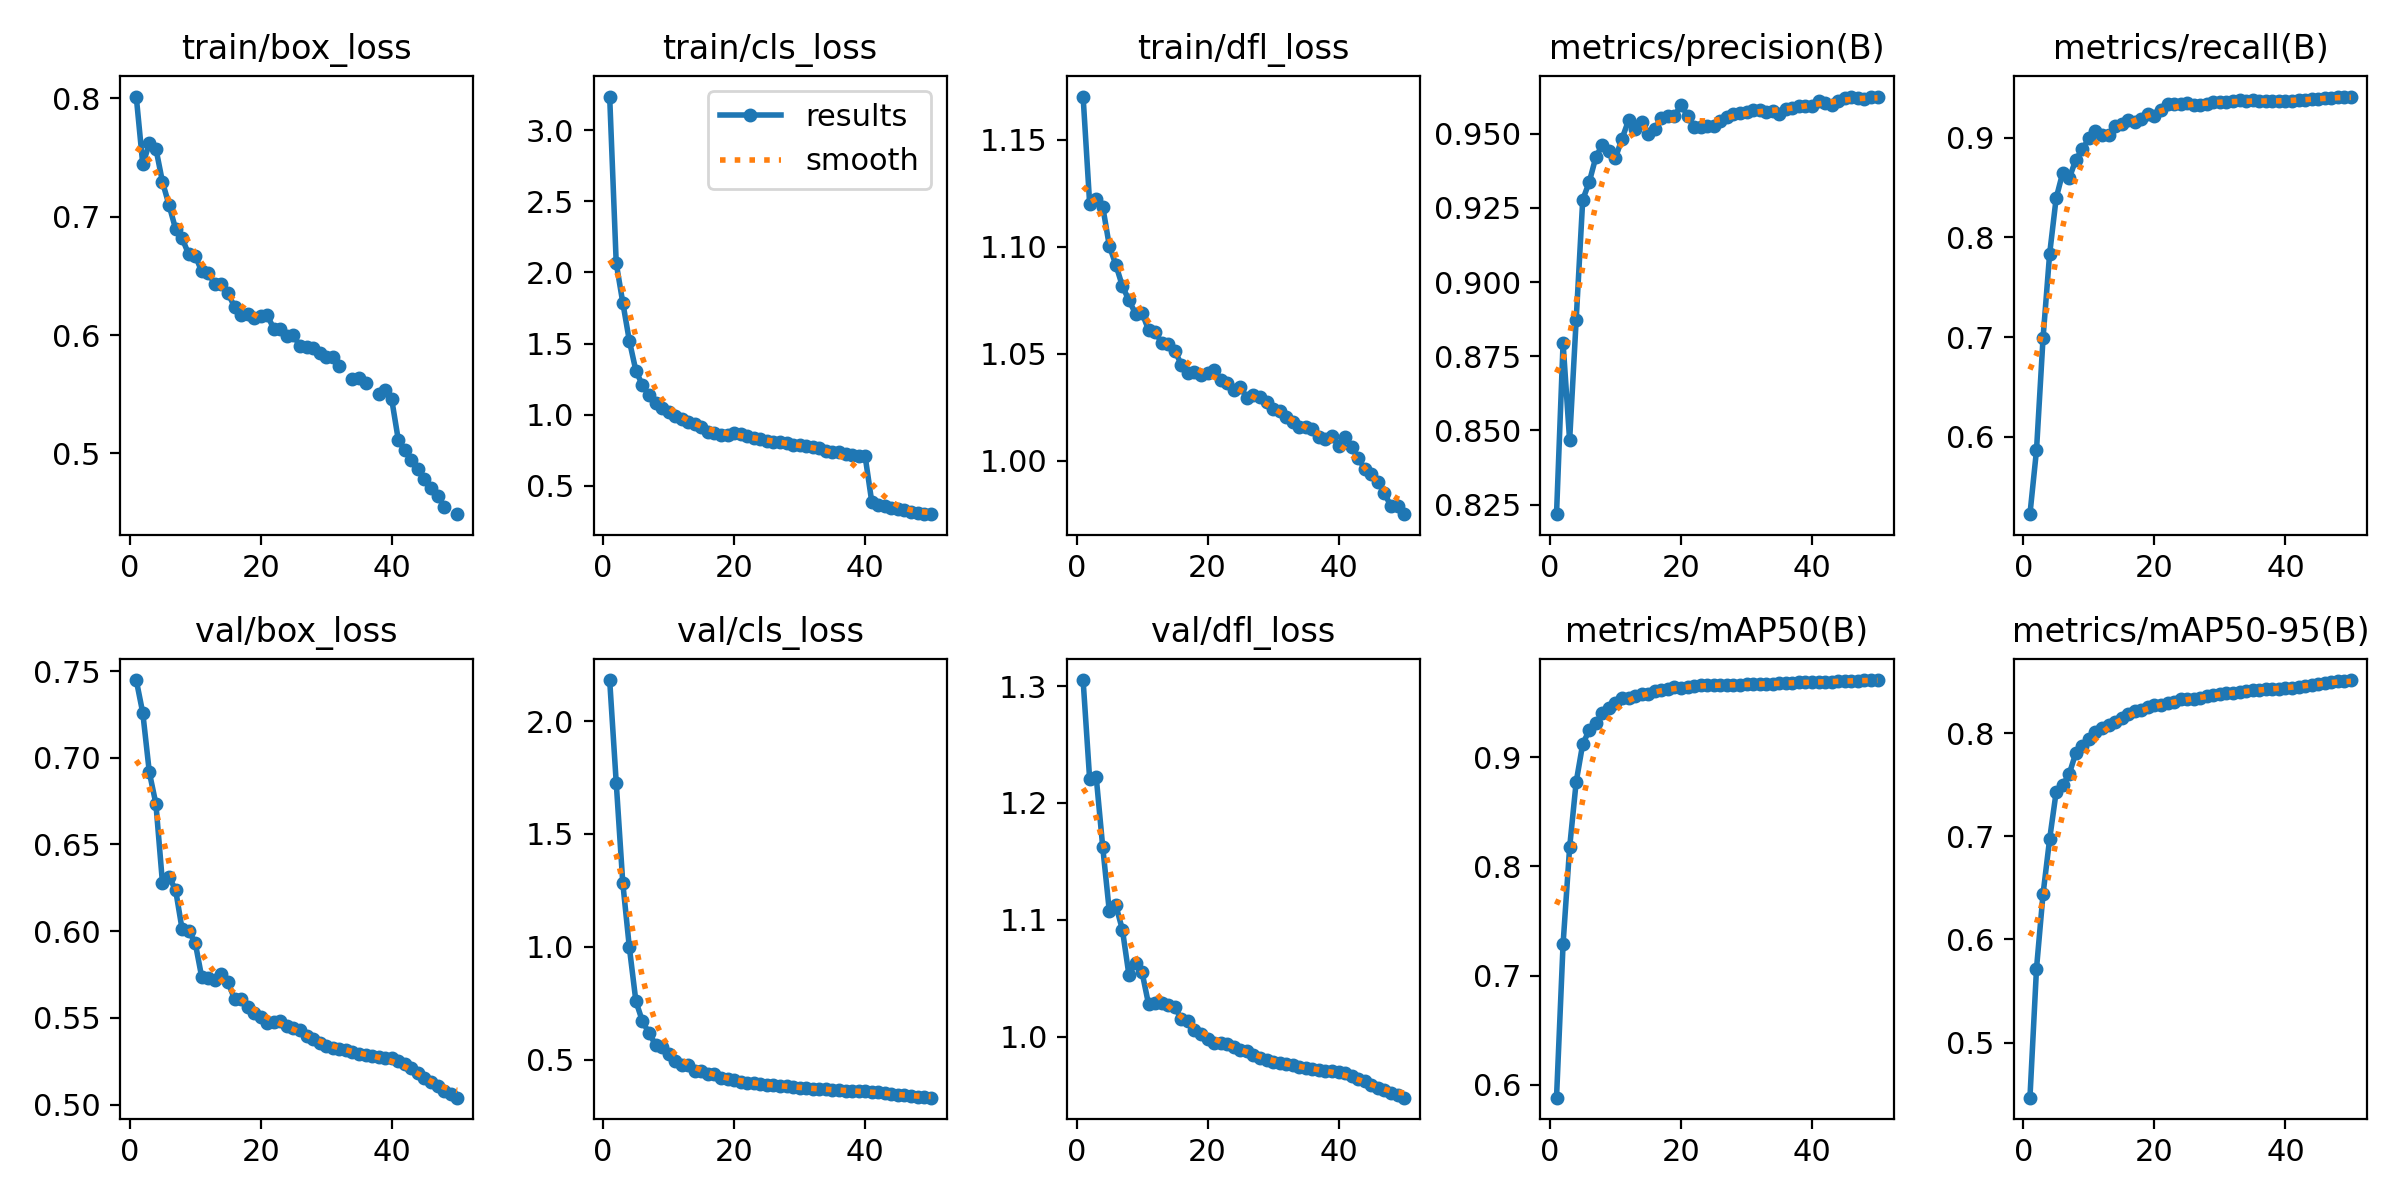 train/box_loss
0.8
0.7
0.6
0.5
0 20 40
train/cls_loss
results
smooth
3.0
2.5
2.0
1.5
1.0
0.5
0 20 40
train/dfl_loss
1.15
1.10
1.05
1.00
0 20 40
metrics/precision(B)
0.950
0.925
0.900
0.875
0.850
0.825
0 20 40
metrics/recall(B)
0.9
0.8
0.7
0.6
0 20 40
val/box_loss
0.75
0.70
0.65
0.60
0.55
0.50
0 20 40
val/cls_loss
2.0
1.5
1.0
0.5
0 20 40
val/dfl_loss
1.3
1.2
1.1
1.0
0 20 40
metrics/mAP50(B)
0.9
0.8
0.7
0.6
0 20 40
metrics/mAP50-95(B)
0.8
0.7
0.6
0.5
0 20 40